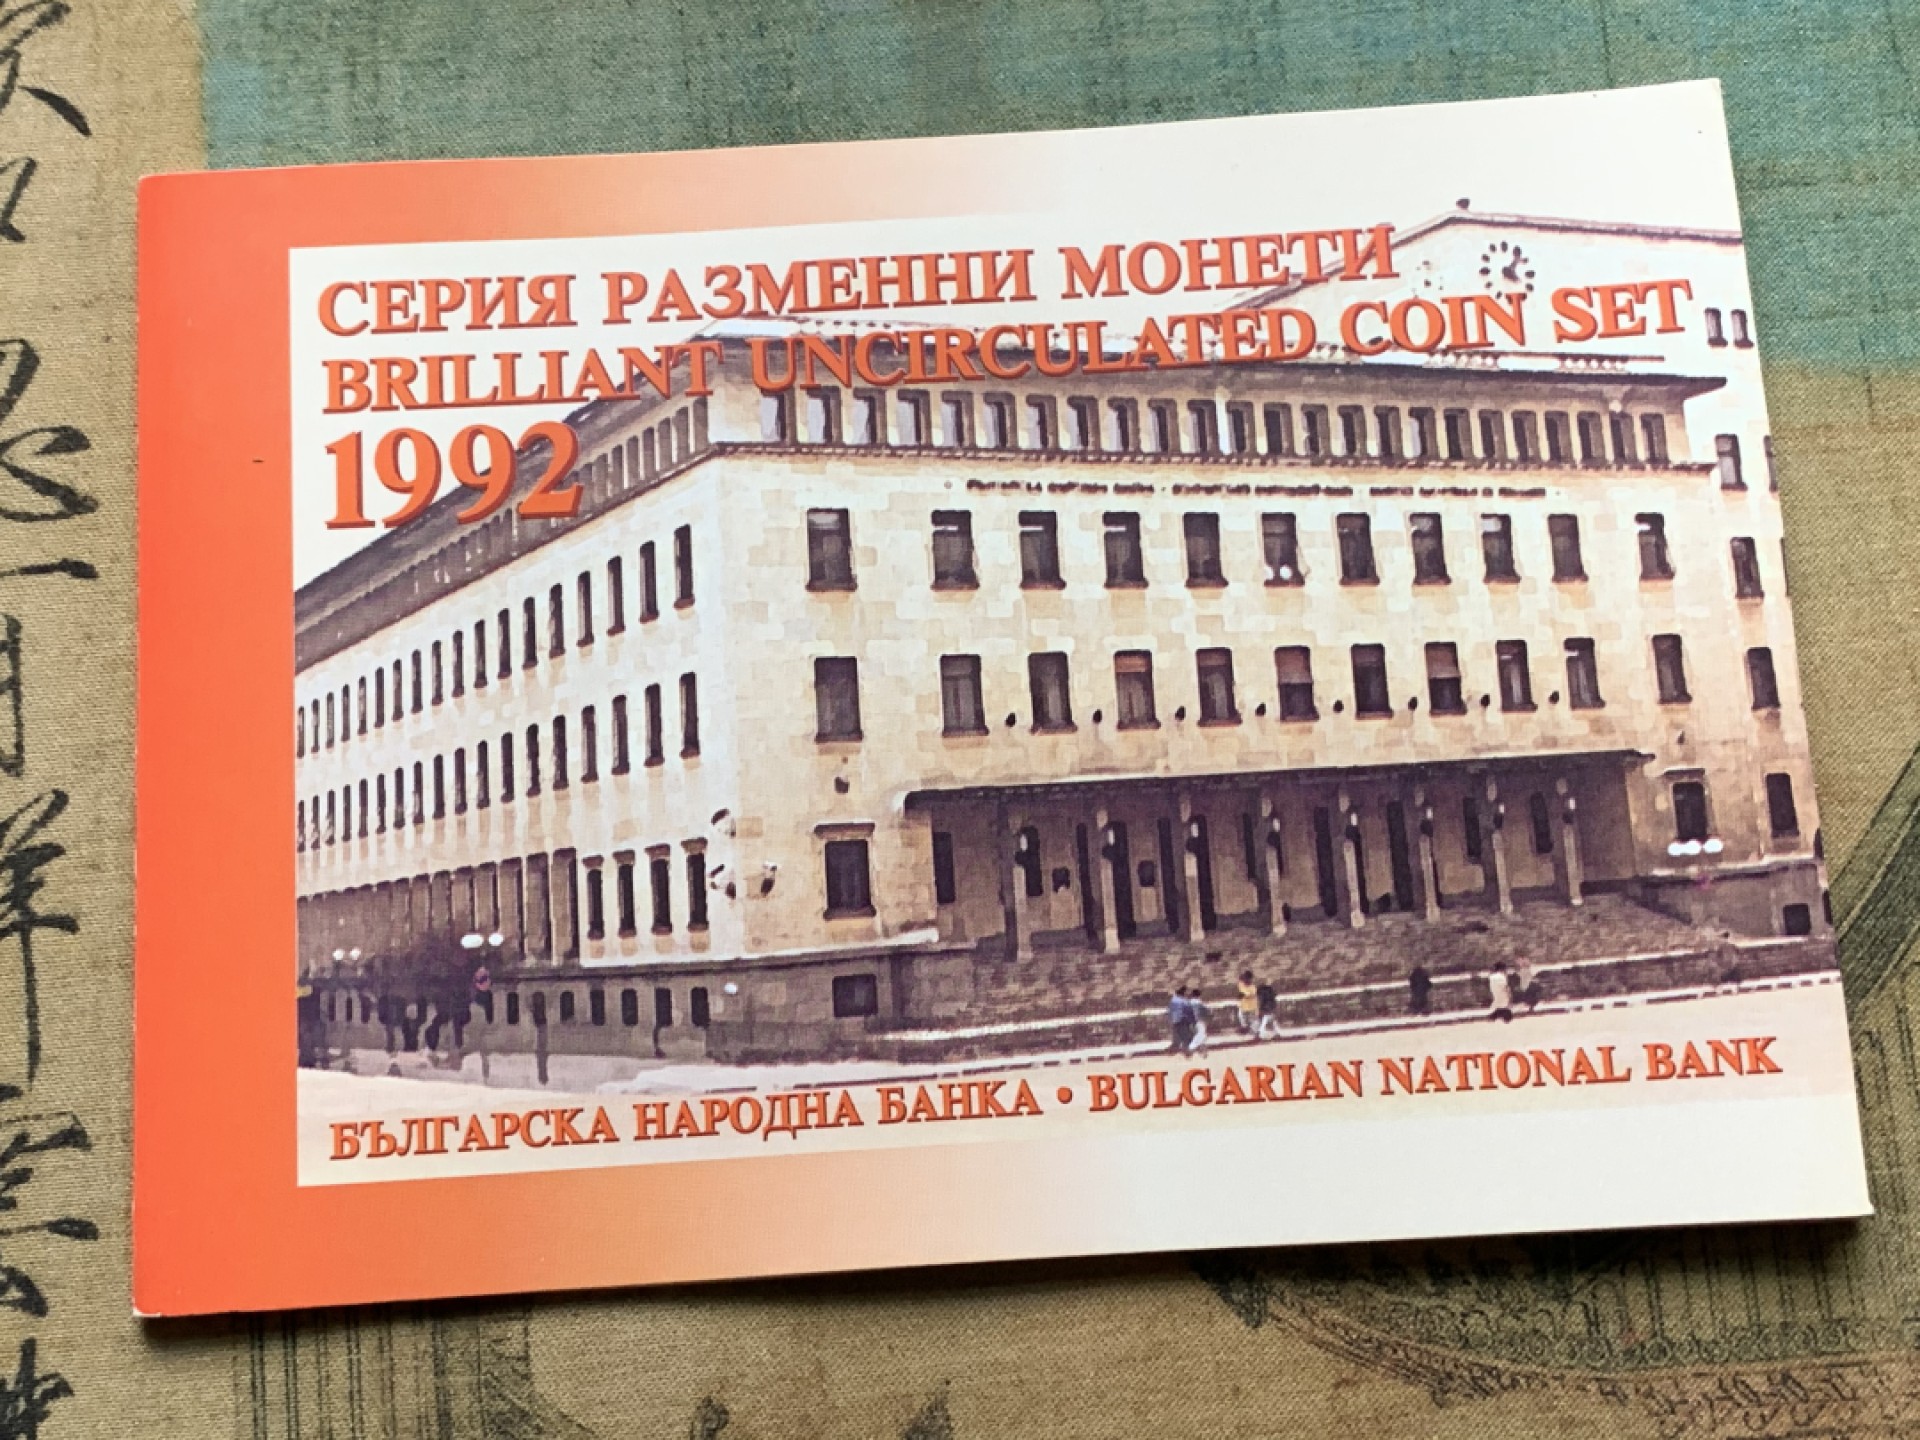 СЕРИЯ РАЗМЕННИ МОНЕТИ
BRILLIANT UNCIRCULATED COIN SET
1992
БЪЛГАРСКА НАРОДНА БАНКА • BULGARIAN NATIONAL BANK